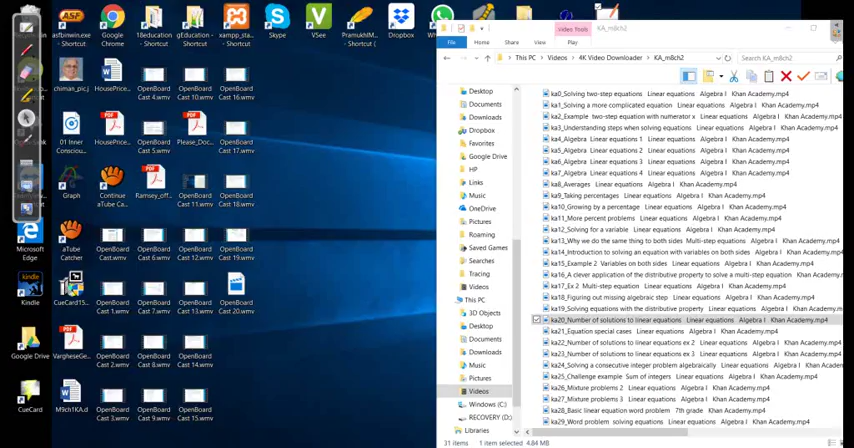 asfbinwin.exe - Shortcut
Google Chrome
18education - Shortcut
gEducation - Shortcut
xampp_sta... - Shortcut
Skype
VSee
PramukhIM... Shortcut (
Dropbox
chiman_pic.j
HousePrice...
OpenBoard Cast 4.wmv
OpenBoard Cast 10.wmv
OpenBoard Cast 16.wmv
01 Inner Conscious...
HousePrice...
OpenBoard Cast 5.wmv
Please_Doc...
OpenBoard Cast 17.wmv
Graph
Continue aTube Ca...
Ramsey_off...
OpenBoard Cast 11.wmv
OpenBoard Cast 18.wmv
Microsoft Edge
aTube Catcher
OpenBoard Cast.wmv
OpenBoard Cast 6.wmv
OpenBoard Cast 12.wmv
OpenBoard Cast 19.wmv
Kindle
CueCard15...
OpenBoard Cast 1.wmv
OpenBoard Cast 7.wmv
OpenBoard Cast 13.wmv
OpenBoard Cast 20.wmv
Google Drive
VargheseGe...
OpenBoard Cast 2.wmv
OpenBoard Cast 8.wmv
OpenBoard Cast 14.wmv
CueCard
M9ch1KA.d
OpenBoard Cast 3.wmv
OpenBoard Cast 9.wmv
OpenBoard Cast 15.wmv
Video Tools
KA_m8ch2
File Home Share View Play
This PC > Videos > 4K Video Downloader > KA_m8ch2
Search KA_m8ch2
Desktop
Documents
Downloads
Dropbox
Favorites
Google Drive
HP
Links
Music
OneDrive
Pictures
Roaming
Saved Games
Searches
Tracing
Videos
This PC
3D Objects
Desktop
Documents
Downloads
Music
Pictures
Videos
Windows (C:)
RECOVERY (D:)
Libraries
ka0_Solving two-step equations Linear equations Algebra I Khan Academy.mp4
ka1_Solving a more complicated equation Linear equations Algebra I Khan Academy.mp4
ka2_Example two-step equation with numerator x Linear equations Algebra I Khan Academy.mp4
ka3_Understanding steps when solving equations Linear equations Algebra I Khan Academy.mp4
ka4_Algebra Linear equations 1 Linear equations Algebra I Khan Academy.mp4
ka5_Algebra Linear equations 2 Linear equations Algebra I Khan Academy.mp4
ka6_Algebra Linear equations 3 Linear equations Algebra I Khan Academy.mp4
ka7_Algebra Linear equations 4 Linear equations Algebra I Khan Academy.mp4
ka8_Averages Linear equations Algebra I Khan Academy.mp4
ka9_Taking percentages Linear equations Algebra I Khan Academy.mp4
ka10_Growing by a percentage Linear equations Algebra I Khan Academy.mp4
ka11_More percent problems Linear equations Algebra I Khan Academy.mp4
ka12_Solving for a variable Linear equations Algebra I Khan Academy.mp4
ka13_Why we do the same thing to both sides Multi-step equations Algebra I Khan Academy.mp4
ka14_Introduction to solving an equation with variables on both sides Linear equations Algebra I
ka15_Example 2 Variables on both sides Linear equations Algebra I Khan Academy.mp4
ka16_A clever application of the distributive property to solve a multi-step equation Algebra I
ka17_Ex 2 Multi-step equation Linear equations Algebra I Khan Academy.mp4
ka18_Figuring out missing algebraic step Linear equations Algebra I Khan Academy.mp4
ka19_Solving equations with the distributive property Linear equations Algebra I Khan Academy.mp4
ka20_Number of solutions to linear equations Linear equations Algebra I Khan Academy.mp4
ka21_Equation special cases Linear equations Algebra I Khan Academy.mp4
ka22_Number of solutions to linear equations ex 2 Linear equations Algebra I Khan Academy.mp4
ka23_Number of solutions to linear equations ex 3 Linear equations Algebra I Khan Academy.mp4
ka24_Solving a consecutive integer problem algebraically Linear equations Algebra I Khan
ka25_Challenge example Sum of integers Linear equations Algebra I Khan Academy.mp4
ka26_Mixture problems 2 Linear equations Algebra I Khan Academy.mp4
ka27_Mixture problems 3 Linear equations Algebra I Khan Academy.mp4
ka28_Basic linear equation word problem 7th grade Khan Academy.mp4
ka29_Word problem solving Linear equations Algebra I Khan Academy.mp4
31 items 1 item selected 4.84 MB